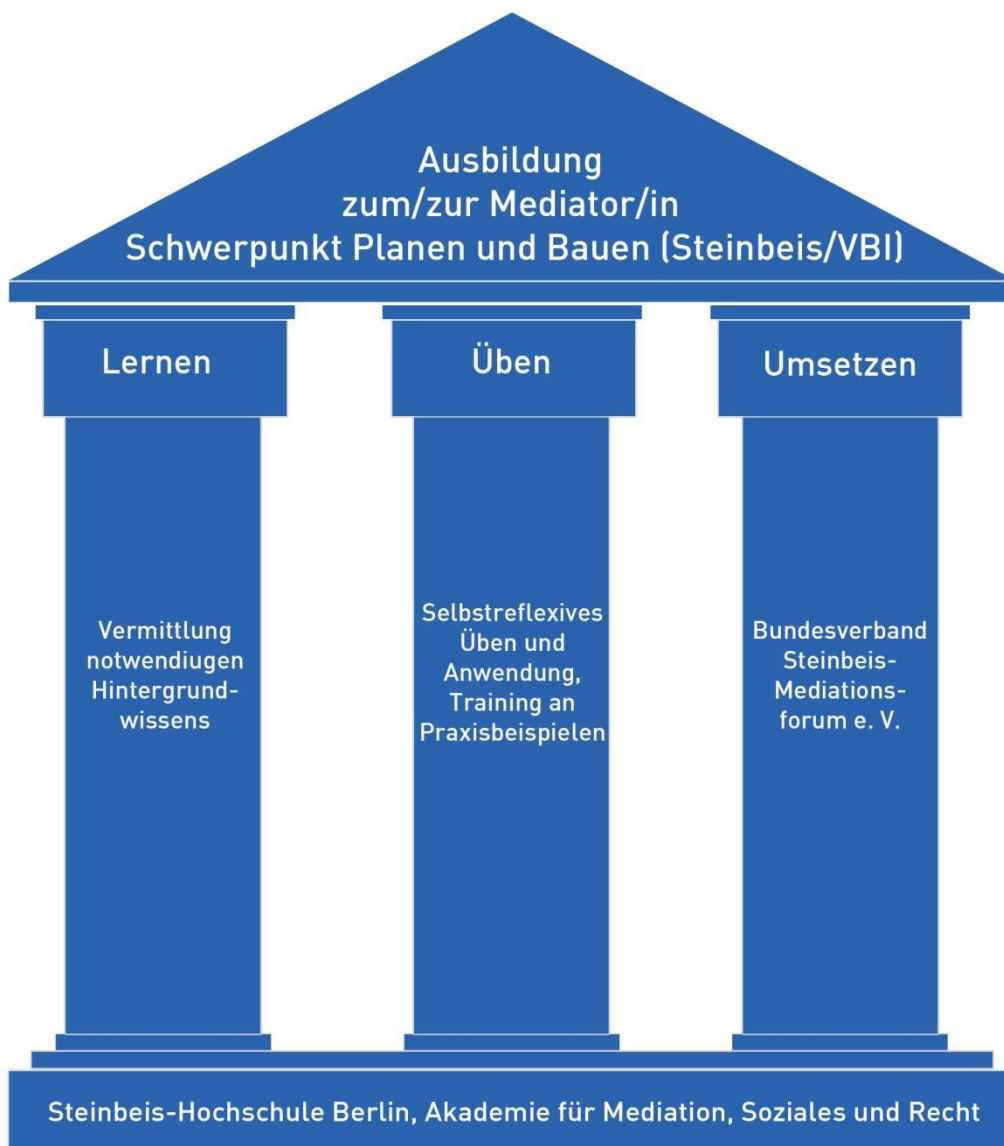 Ausbildung
zum/zur Mediator/in
Schwerpunkt Planen und Bauen (Steinbeis/VBI)
Lernen
Üben
Umsetzen
Vermittlung
notwendiugen
Hintergrund-
wissens
Selbstreflexives
Üben und
Anwendung,
Training an
Praxisbeispielen
Bundesverband
Steinbeis-
Mediations-
forum e. V.
Steinbeis-Hochschule Berlin, Akademie für Mediation, Soziales und Recht